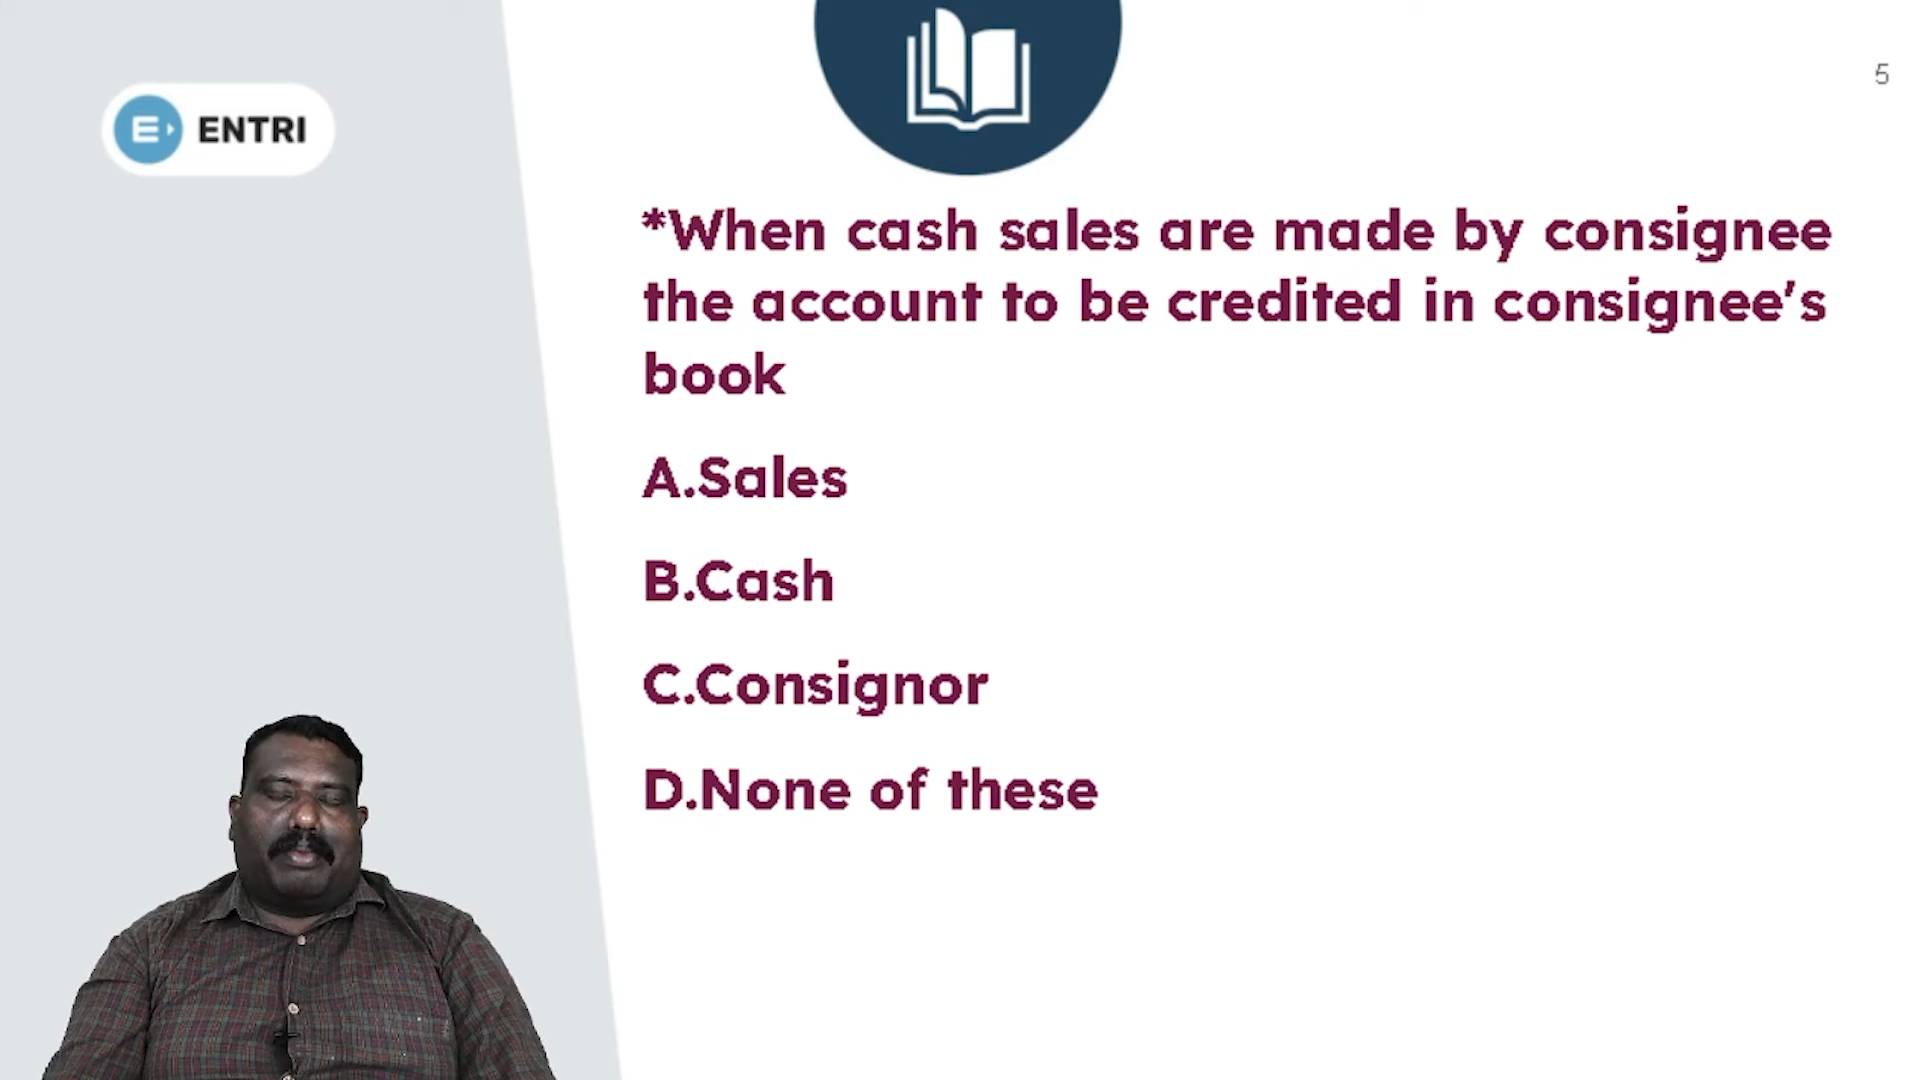 5
ENTRI
*When cash sales are made by consignee
the account to be credited in consignee's
book
A.Sales
B.Cash
C.Consignor
D.None of these